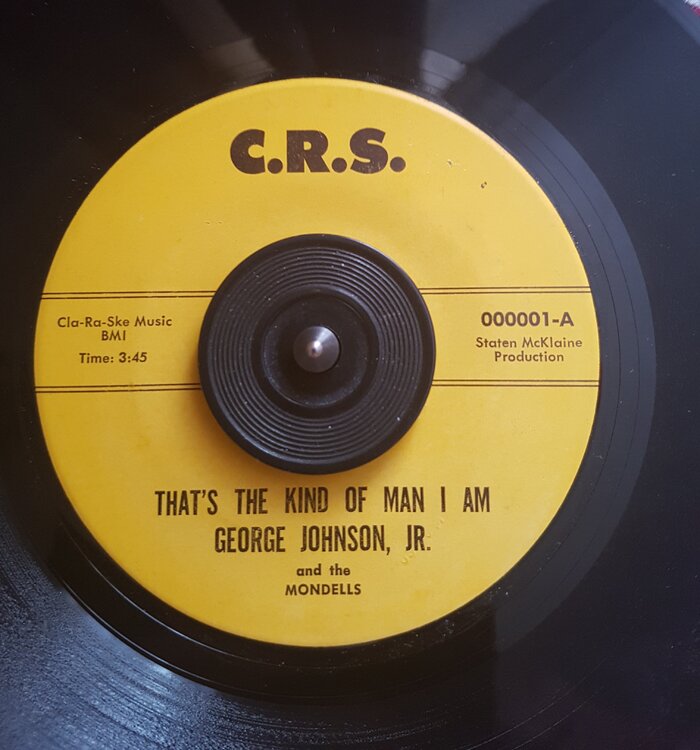 C.R.S.
Cla-Ra-Ske Music
BMI
Time: 3:45
000001-A
Staten McKlaine
Production
THAT'S THE KIND OF MAN I AM
GEORGE JOHNSON, JR.
and the
MONDELLS